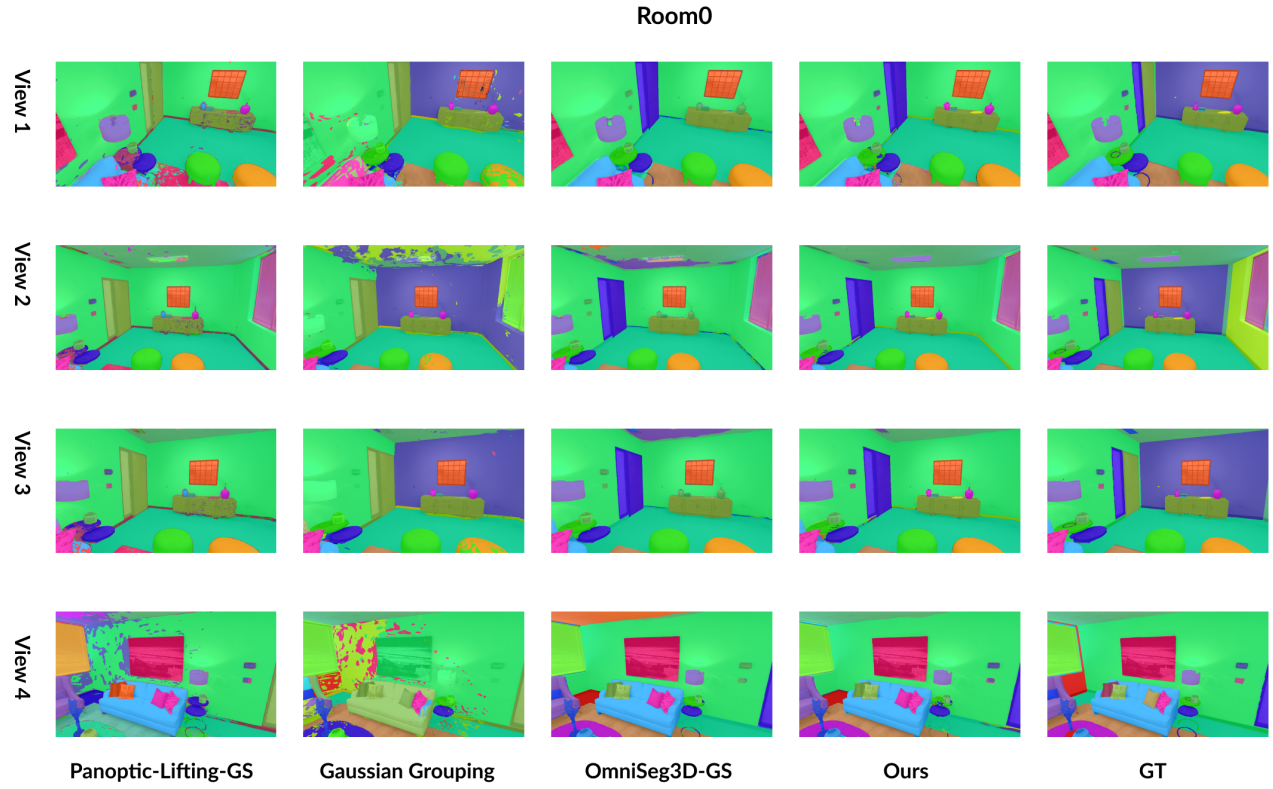 Room0
View 1
View 2
View 3
View 4
Panoptic-Lifting-GS
Gaussian Grouping
OmniSeg3D-GS
Ours
GT